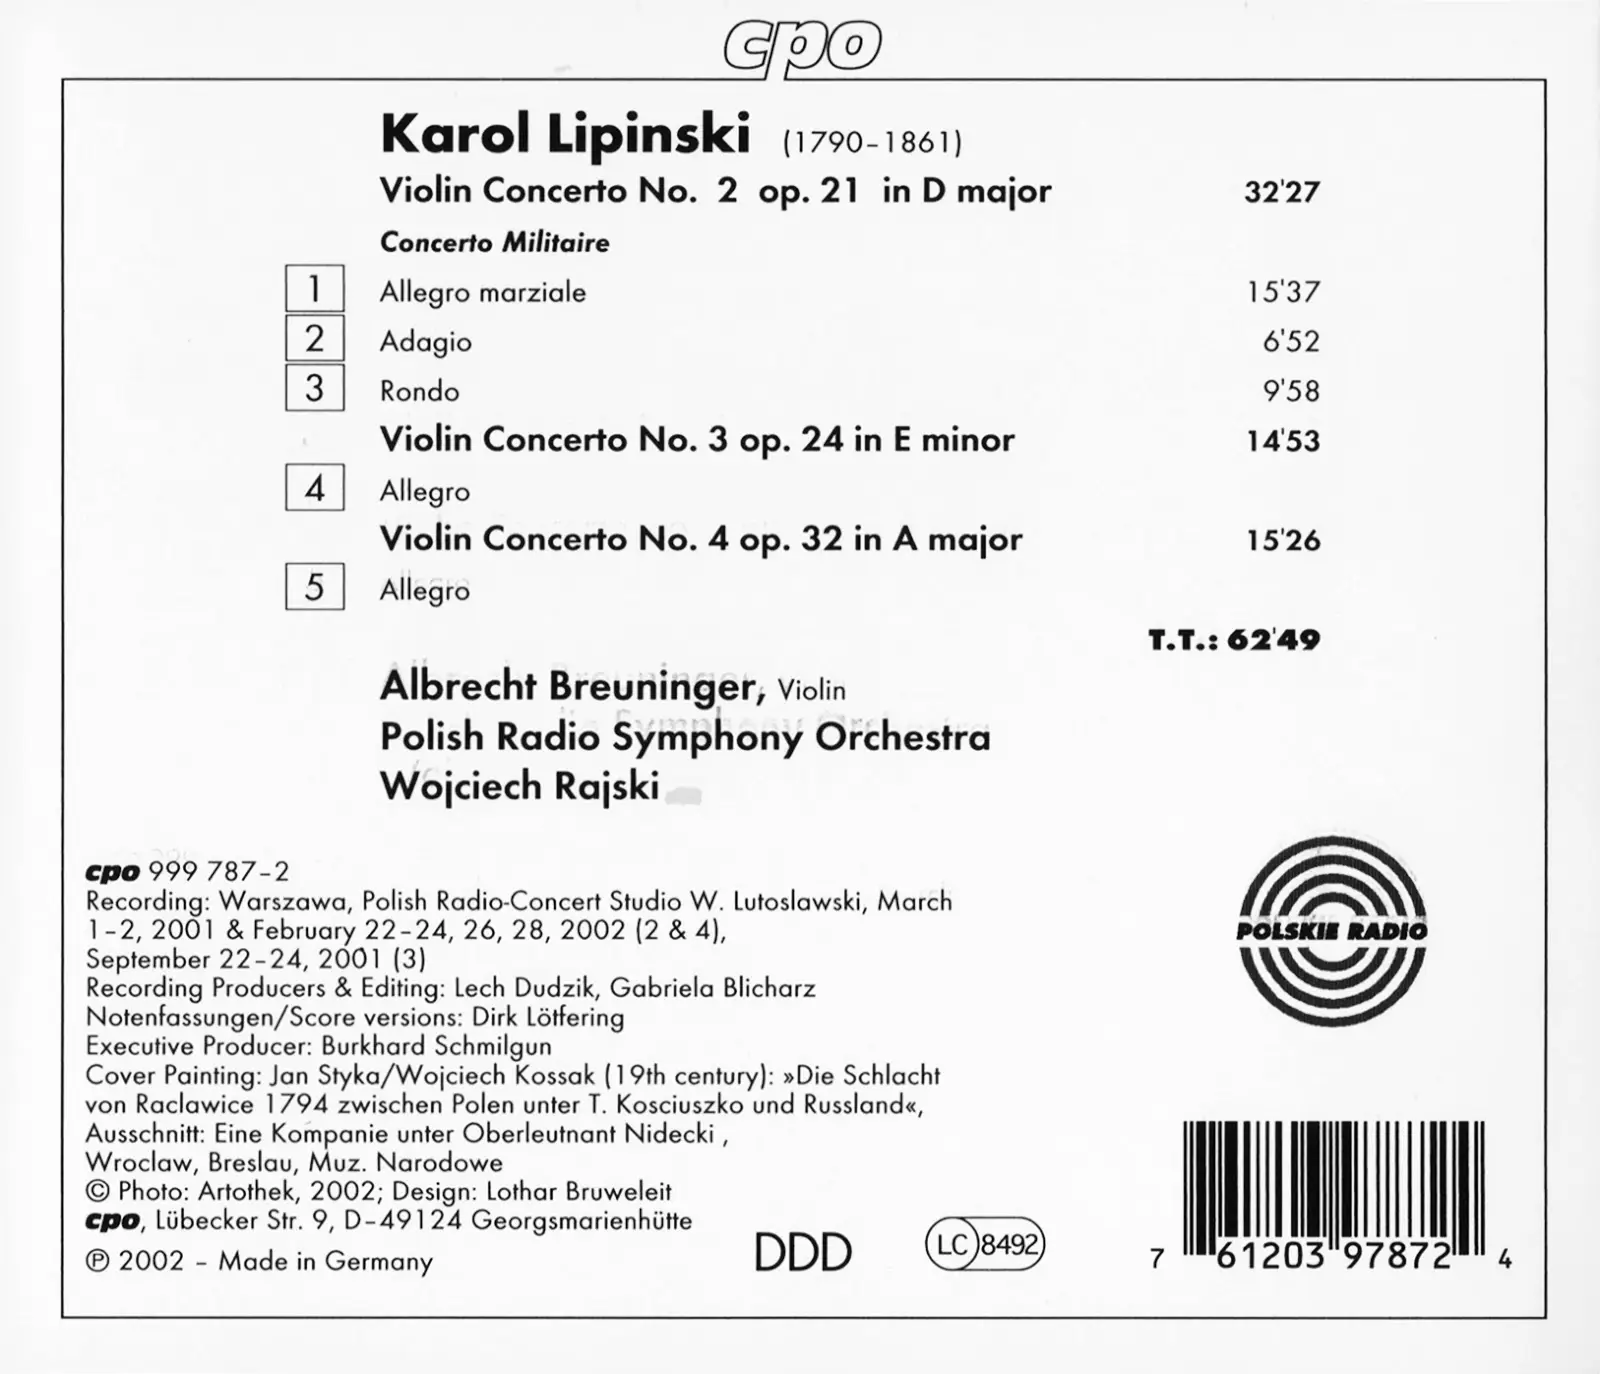 cpo
Karol Lipinski (1790–1861)
Violin Concerto No. 2 op. 21 in D major 32'27
Concerto Militaire
1 Allegro marziale 15'37
2 Adagio 6'52
3 Rondo 9'58
Violin Concerto No. 3 op. 24 in E minor 14'53
4 Allegro
Violin Concerto No. 4 op. 32 in A major 15'26
5 Allegro
T.T.: 62'49
Albrecht Breuninger, Violin
Polish Radio Symphony Orchestra
Wojciech Rajski
cpo 999 787–2
Recording: Warszawa, Polish Radio-Concert Studio W. Lutoslawski, March
1–2, 2001 & February 22–24, 26, 28, 2002 (2 & 4),
September 22–24, 2001 (3)
Recording Producers & Editing: Lech Dudzik, Gabriela Blicharz
Notenfassungen/Score versions: Dirk Lötfering
Executive Producer: Burkhard Schmilgun
Cover Painting: Jan Styka/Wojciech Kossak (19th century): »Die Schlacht
von Raclawice 1794 zwischen Polen unter T. Kosciuszko und Russland«,
Ausschnitt: Eine Kompanie unter Oberleutnant Nidecki ,
Wroclaw, Breslau, Muz. Narodowe
© Photo: Artothek, 2002; Design: Lothar Bruweleit
cpo, Lübecker Str. 9, D–49124 Georgsmarienhütte
℗ 2002 – Made in Germany
DDD
LC 8492
POLSKIE RADIO
7 61203 97872 4